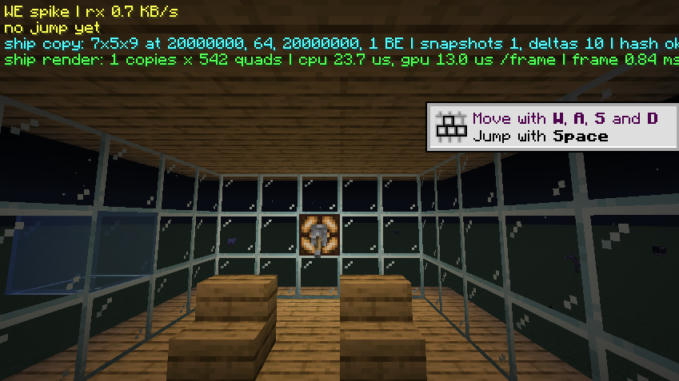 WE spike | rx 0.7 KB/s
no jump yet
ship copy: 7x5x9 at 20000000, 64, 20000000, 1 BE | snapshots 1, deltas 10 | hash ok
ship render: 1 copies x 542 quads | cpu 23.7 us, gpu 13.0 us /frame | frame 0.84 ms
Move with W, A, S and D
Jump with Space